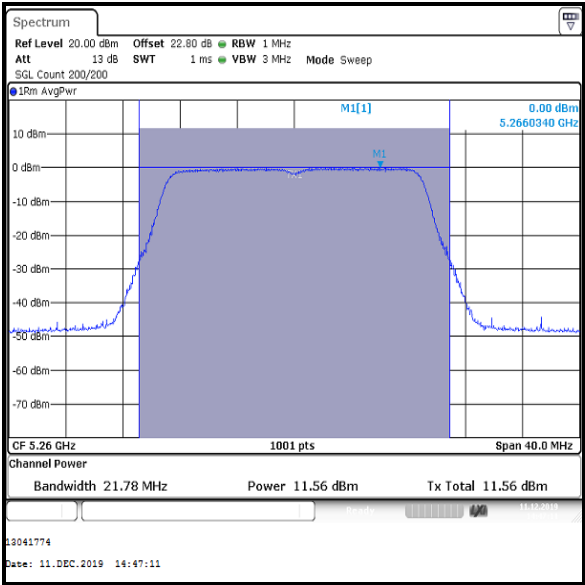 Spectrum
Ref Level 20.00 dBm Offset 22.80 dB RBW 1 MHz
Att 13 dB SWT 1 ms VBW 3 MHz Mode Sweep
SGL Count 200/200
1Rm AvgPwr
M1[1] 0.00 dBm
5.2660340 GHz
10 dBm
M1
0 dBm
-10 dBm
-20 dBm
-30 dBm
-40 dBm
-50 dBm
-60 dBm
-70 dBm
CF 5.26 GHz 1001 pts Span 40.0 MHz
Channel Power
Bandwidth 21.78 MHz Power 11.56 dBm Tx Total 11.56 dBm
Ready 11.12.2019
13041774
Date: 11.DEC.2019 14:47:11